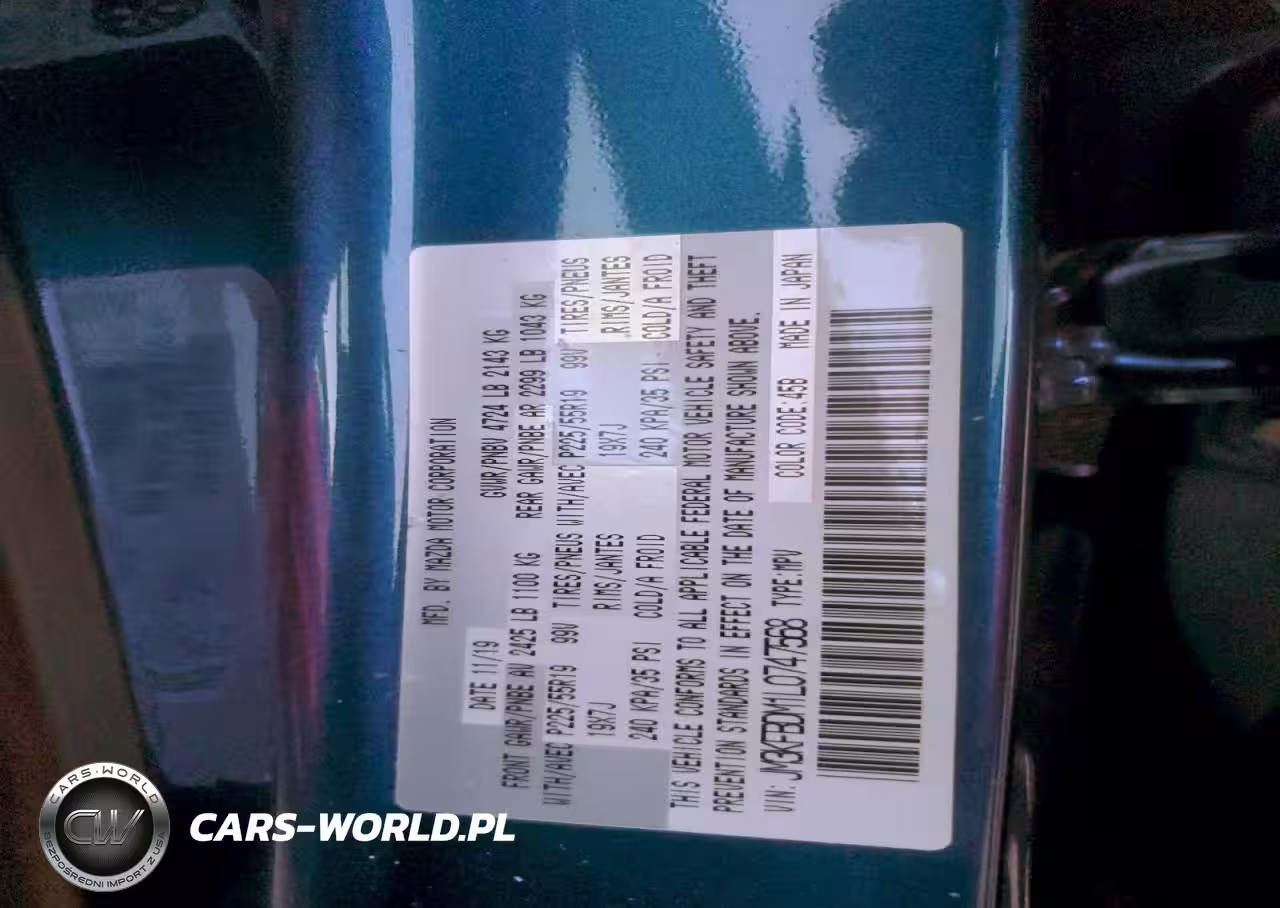 MFD. BY MAZDA MOTOR CORPORATION
DATE 11/19 GVWR/PNBV 4724 LB 2143 KG
FRONT GAWR/PNBE AV 2425 LB 1100 KG REAR GAWR/PNBE AR 2299 LB 1043 KG
WITH/AVEC P225/55R19 99V TIRES/PNEUS WITH/AVEC P225/55R19 99V TIRES/PNEUS
19X7J RIMS/JANTES 19X7J RIMS/JANTES
240 KPA/35 PSI COLD/A FROID 240 KPA/35 PSI COLD/A FROID
THIS VEHICLE CONFORMS TO ALL APPLICABLE FEDERAL MOTOR VEHICLE SAFETY AND THEFT
PREVENTION STANDARDS IN EFFECT ON THE DATE OF MANUFACTURE SHOWN ABOVE.
VIN: JM3KFBDM1L0747568 TYPE:MPV COLOR CODE:45B MADE IN JAPAN
CARS-WORLD
CW
BEZPOŚREDNI IMPORT Z USA
CARS-WORLD.PL